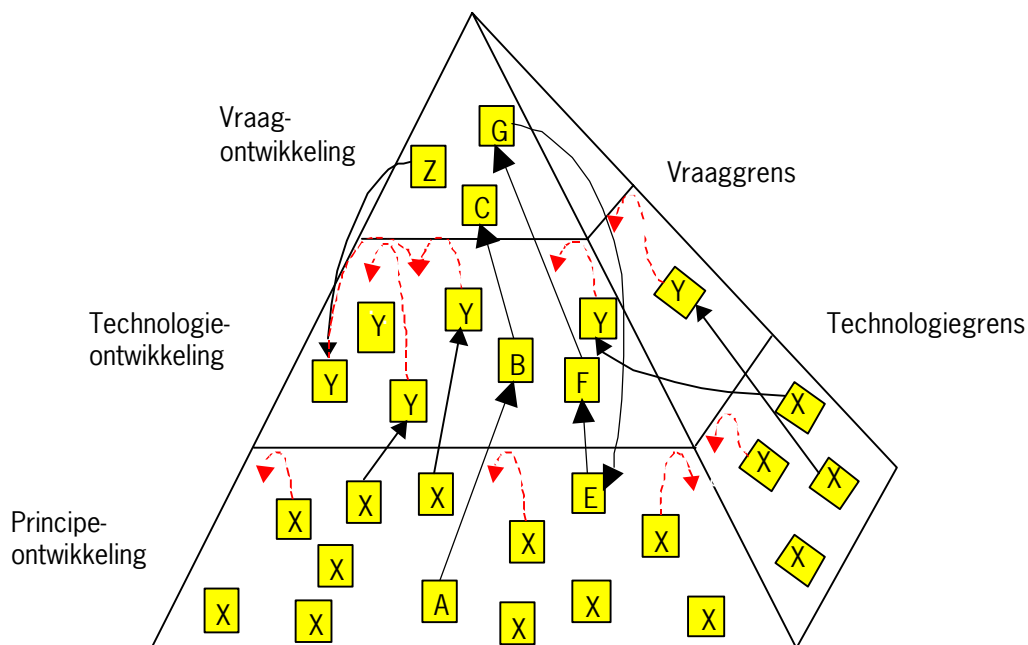 Vraag-
ontwikkeling
G
Z
C
Vraaggrens
Technologie-
ontwikkeling
Y
Y
Y
Y
Y
Y
B
F
Technologiegrens
X
X
X
X
Principe-
ontwikkeling
X
X
X
E
X
X
X
X
X
A
X
X
X